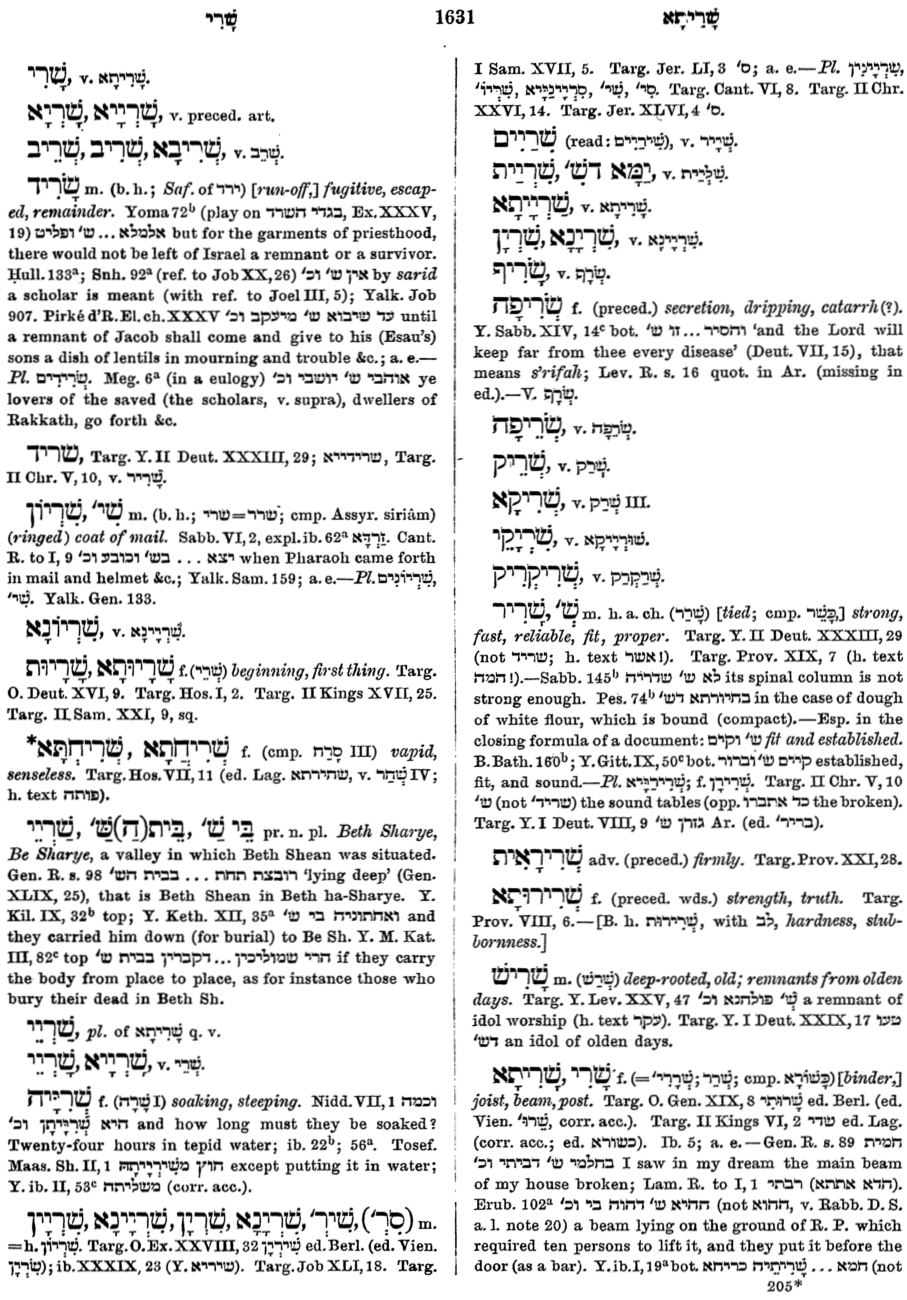 שָׁרִי 1631 שָׁרִיתָא
שָׁרִי, v. שָׁרִיתָא.
שָׁרְיָא, שָׁרְיָיא, v. preced. art.
שְׁרִיבָא, שְׁרִיב, שְׁרֵיב, v. שְׁרֵב.
שָׂרִיד m. (b. h.; Saf. of ירד) [run-off,] fugitive, escap-
ed, remainder. Yoma 72ᵇ (play on בגדי השרד, Ex. XXXV,
19) אלמלא ... ש׳ ופליט but for the garments of priesthood,
there would not be left of Israel a remnant or a survivor.
Ḥull. 133ᵃ; Snh. 92ᵃ (ref. to Job XX, 26) אין ש׳ וכ׳ by sarid
a scholar is meant (with ref. to Joel III, 5); Yalk. Job
907. Pirké d'R. El. ch. XXXV עד שיבוא ש׳ מיעקב וכ׳ until
a remnant of Jacob shall come and give to his (Esau's)
sons a dish of lentils in mourning and trouble &c.; a. e.—
Pl. שְׂרִידִים. Meg. 6ᵃ (in a eulogy) אוהבי ש׳ יושבי וכ׳ ye
lovers of the saved (the scholars, v. supra), dwellers of
Rakkath, go forth &c.
שריד, Targ. Y. II Deut. XXXIII, 29; שרידייא, Targ.
II Chr. V, 10, v. שָׁרִיר.
שִׁרְיוֹן, שִׁי׳ m. (b. h.; שרר=שרי; cmp. Assyr. siriâm)
(ringed) coat of mail. Sabb. VI, 2, expl. ib. 62ᵃ זְרָדָא. Cant.
R. to I, 9 יצא ... בש׳ וכובע וכ׳ when Pharaoh came forth
in mail and helmet &c.; Yalk. Sam. 159; a. e.—Pl. שִׁרְיוֹנִים,
שִׁי׳. Yalk. Gen. 133.
שִׁרְיוֹנָא, v. שִׁרְיָינָא.
שָׁרְיוּתָא, שָׁרְיוּת f. (שְׁרֵי) beginning, first thing. Targ.
O. Deut. XVI, 9. Targ. Hos. I, 2. Targ. II Kings XVII, 25.
Targ. II Sam. XXI, 9, sq.
*שְׁרִיחֲתָא, שְׁרִיחְתָּא f. (cmp. סרח III) vapid,
senseless. Targ. Hos. VII, 11 (ed. Lag. שחירתא, v. שְׁחַר IV;
h. text פותה).
שַׁרְיֵי, בֵּית(הַ)שַּׁ׳, בֵּי שַׁ׳ pr. n. pl. Beth Sharye,
Be Sharye, a valley in which Beth Shean was situated.
Gen. R. s. 98 רובצת תחת ... בבית הש׳ 'lying deep' (Gen.
XLIX, 25), that is Beth Shean in Beth ha-Sharye. Y.
Kil. IX, 32ᵇ top; Y. Keth. XII, 35ᵃ ואחתוניה בי ש׳ and
they carried him down (for burial) to Be Sh. Y. M. Kat.
III, 82ᶜ top הרי שמוליכין... דקברין בבית ש׳ if they carry
the body from place to place, as for instance those who
bury their dead in Beth Sh.
שָׁרְיֵי, pl. of שָׁרִיתָא q. v.
שָׁרְיָיא, שָׁרְיֵי, v. שְׁרֵי.
שְׁרִיָּיה f. (שָׁרָה I) soaking, steeping. Nidd. VII, 1 וכמה
היא שְׁרִיָּיתָן וכ׳ and how long must they be soaked?
Twenty-four hours in tepid water; ib. 22ᵇ; 56ᵃ. Tosef.
Maas. Sh. II, 1 חוץ מִשְּׁרִיָּיתָהּ except putting it in water;
Y. ib. II, 53ᶜ משליתה (corr. acc.).
שִׁרְיָין, שִׁרְיָינָא, שִׁרְיָן, שִׁרְיָנָא, שִׁיר׳, (סִר׳) m.
=h. שִׁרְיוֹן. Targ. O. Ex. XXVIII, 32 שִׁירְיָן ed. Berl. (ed. Vien.
שִׁרְיָן); ib. XXXIX, 23 (Y. שיריא). Targ. Job XLI, 18. Targ.
I Sam. XVII, 5. Targ. Jer. LI, 3 ס׳; a. e.—Pl. שִׁרְיָינִין,
שִׁרְיָי׳, סִרְיָינַיָּא, שִׁי׳, סִי׳. Targ. Cant. VI, 8. Targ. II Chr.
XXVI, 14. Targ. Jer. XLVI, 4 ס׳.
שִׁרְיַיִם (read: שִׁירַיִים), v. שְׁיָיר.
שִׁרְיַית, יַמָּא דִשׁ׳, v. שִׁלְיַית.
שָׁרְיָיתָא, v. שָׁרִיתָא.
שִׁרְיָנָא, שִׁרְיָן, v. שִׁרְיָינָא.
שָׂרִיף, v. שָׂרָף.
שְׂרִיפָה f. (preced.) secretion, dripping, catarrh (?).
Y. Sabb. XIV, 14ᶜ bot. והסיר ... זו ש׳ 'and the Lord will
keep far from thee every disease' (Deut. VII, 15), that
means s'rifah; Lev. R. s. 16 quot. in Ar. (missing in
ed.).—V. שָׂרָף.
שְׂרֵיפָה, v. שְׂרֵפָה.
שְׁרֵיק, v. שְׁרַק.
שְׁרִיקָא, v. שְׁרַק III.
שְׁרִיָקֵי, v. שׁוּרְיָיקָא.
שְׁרִיקְרִיק, v. שְׁרַקְרַק.
שָׁרִיר, שְׁ׳ m. h. a. ch. (שָׁרַר) [tied; cmp. כָּשֵׁר,] strong,
fast, reliable, fit, proper. Targ. Y. II Deut. XXXIII, 29
(not שריד; h. text אשר!). Targ. Prov. XIX, 7 (h. text
המה!).—Sabb. 145ᵇ לא ש׳ שדריה its spinal column is not
strong enough. Pes. 74ᵇ בחיורתא דש׳ in the case of dough
of white flour, which is bound (compact).—Esp. in the
closing formula of a document: ש׳ וקים fit and established.
B. Bath. 160ᵇ; Y. Gitt. IX, 50ᶜ bot. קיים ש׳ וברור established,
fit, and sound.—Pl. שְׁרִירַיָּא; f. שְׁרִירָן. Targ. II Chr. V, 10
ש׳ (not שריד׳) the sound tables (opp. כד אתברו the broken).
Targ. Y. I Deut. VIII, 9 גזרן ש׳ Ar. (ed. בריר׳).
שְׁרִירָאִית adv. (preced.) firmly. Targ. Prov. XXI, 28.
שְׁרִירוּתָא f. (preced. wds.) strength, truth. Targ.
Prov. VIII, 6.—[B. h. שְׁרִירוּת, with לב, hardness, stub-
bornness.]
שָׁרִישׁ m. (שָׁרַשׁ) deep-rooted, old; remnants from olden
days. Targ. Y. Lev. XXV, 47 שְׁ׳ פולחנא וכ׳ a remnant of
idol worship (h. text עקר). Targ. Y. I Deut. XXIX, 17 טעו
דש׳ an idol of olden days.
שָׁרִי, שָׁרִיתָא f. (=שָׁרִירִי; שְׁרַר; cmp. כְּשׁוּרָא) [binder,]
joist, beam, post. Targ. O. Gen. XIX, 8 שָׁרוּתִי ed. Berl. (ed.
Vien. שָׁרוּ׳, corr. acc.). Targ. II Kings VI, 2 שדי ed. Lag.
(corr. acc.; ed. כשורא). Ib. 5; a. e.—Gen. R. s. 89 חמית
בחלמי ש׳ דביתי וכ׳ I saw in my dream the main beam
of my house broken; Lam. R. to I, 1 רבתי (חדא אתתא).
Erub. 102ᵃ ההיא ש׳ דהוה בי וכ׳ (not ההוא, v. Rabb. D. S.
a. l. note 20) a beam lying on the ground of R. P. which
required ten persons to lift it, and they put it before the
door (as a bar). Y. ib. I, 19ᵃ bot. חמא ... שָׁרִיתֵיהּ כריתא (not
205*